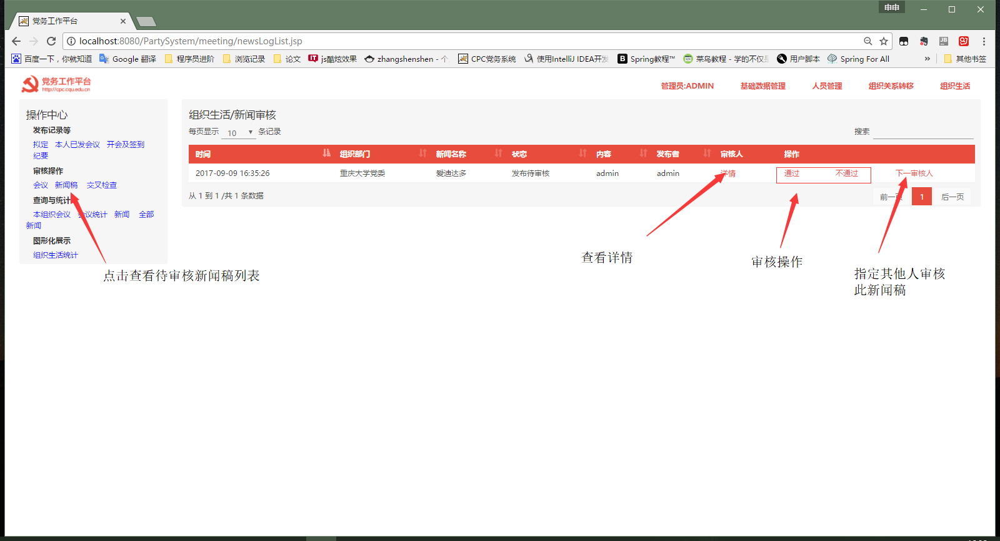 申申
党务工作平台
localhost:8080/PartySystem/meeting/newsLogList.jsp
百度一下，你就知道 Google 翻译 程序员进阶 浏览记录 论文 js酷炫效果 zhangshenshen - 个 CPC党务系统 使用IntelliJ IDEA开发 Spring教程™ 菜鸟教程 - 学的不仅是 用户脚本 Spring For All » 其他书签
党务工作平台
http://cpc.cqu.edu.cn
管理员:ADMIN 基础数据管理 人员管理 组织关系转移 组织生活
操作中心
发布记录等
拟定 本人已发会议 开会及签到
纪要
审核操作
会议 新闻稿 交叉检查
查询与统计
本组织会议 会议统计 新闻 全部
新闻
图形化展示
组织生活统计
组织生活/新闻审核
每页显示 10 条记录
搜索
时间 组织部门 新闻名称 状态 内容 发布者 审核人 操作
2017-09-09 16:35:26 重庆大学党委 爱迪达多 发布待审核 admin admin 详情 通过 不通过 下一审核人
从 1 到 1 /共 1 条数据
前一页 1 后一页
点击查看待审核新闻稿列表
查看详情
审核操作
指定其他人审核
此新闻稿